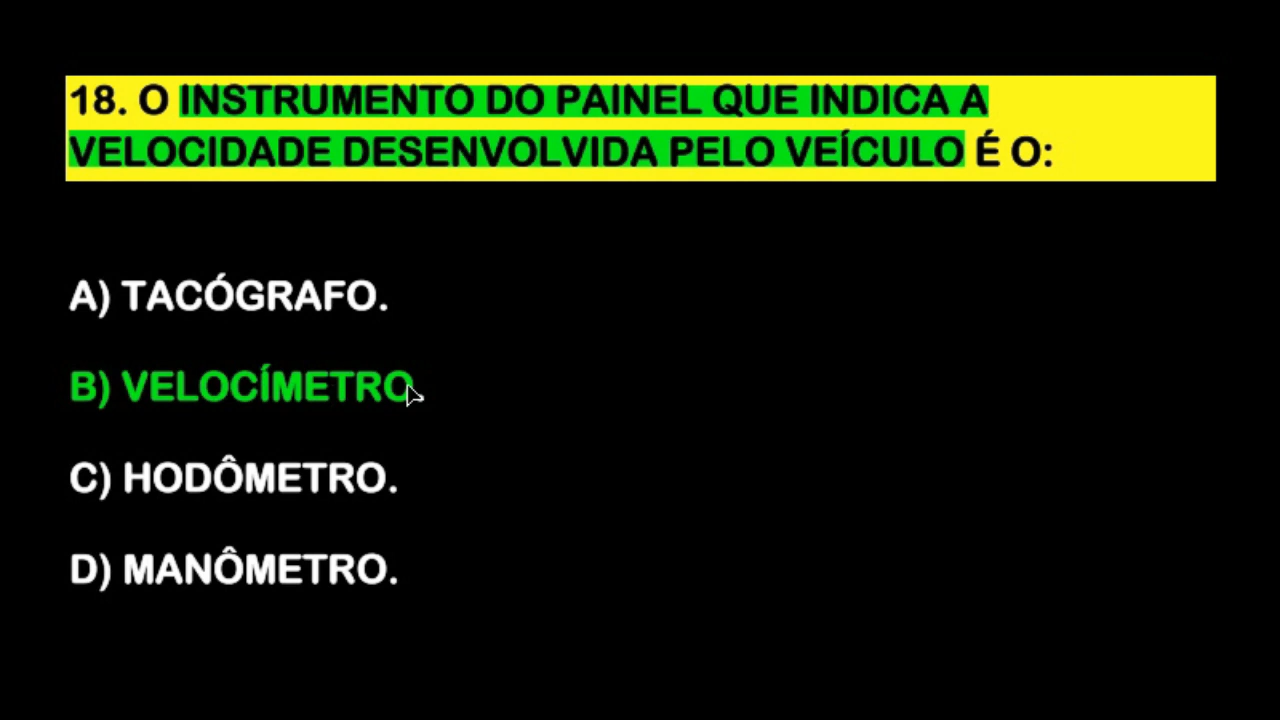 18. O INSTRUMENTO DO PAINEL QUE INDICA A
VELOCIDADE DESENVOLVIDA PELO VEÍCULO É O:
A) TACÓGRAFO.
B) VELOCÍMETRO.
C) HODÔMETRO.
D) MANÔMETRO.